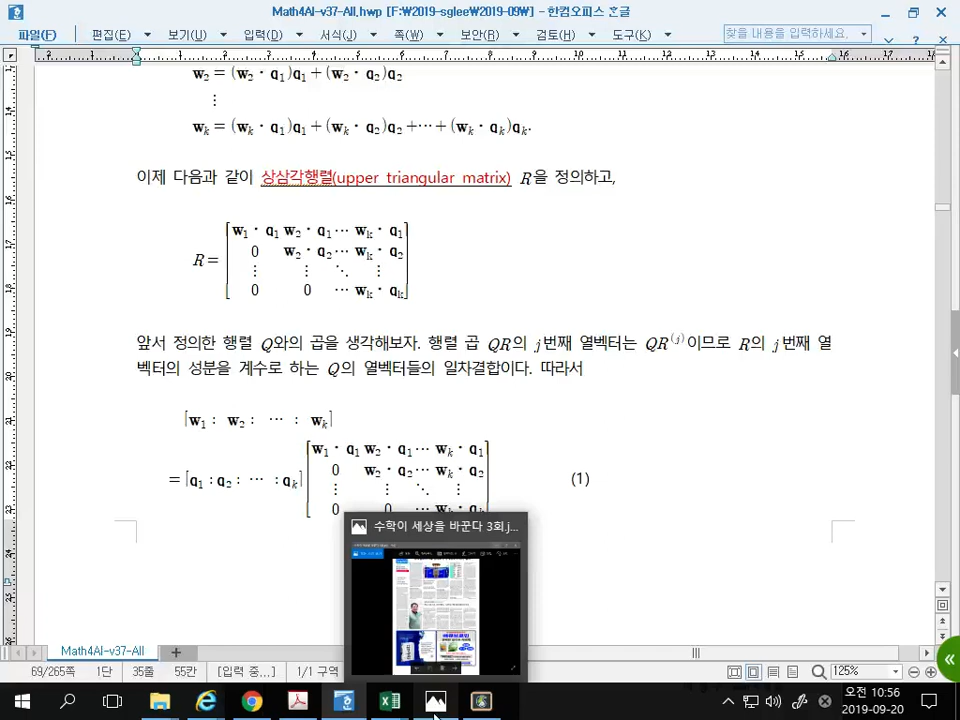 Math4AI-v37-All.hwp [F:\2019-sglee\2019-09\] - 한컴오피스 한글
파일(F) 편집(E) 보기(U) 입력(D) 서식(J) 쪽(W) 보안(R) 검토(H) 도구(K) 찾을 내용을 입력하세요.
w₂ = (w₂ · q₁)q₁ + (w₂ · q₂)q₂
⋮
wₖ = (wₖ · q₁)q₁ + (wₖ · q₂)q₂ + ⋯ + (wₖ · qₖ)qₖ.
이제 다음과 같이 상삼각행렬(upper triangular matrix) R을 정의하고,
w₁ · q₁ w₂ · q₁ ⋯ wₖ · q₁
0 w₂ · q₂ ⋯ wₖ · q₂
R =
⋮ ⋮ ⋱ ⋮
0 0 ⋯ wₖ · qₖ
앞서 정의한 행렬 Q와의 곱을 생각해보자. 행렬 곱 QR의 j번째 열벡터는 QR⁽ʲ⁾이므로 R의 j번째 열
벡터의 성분을 계수로 하는 Q의 열벡터들의 일차결합이다. 따라서
[w₁ : w₂ : ⋯ : wₖ]
w₁ · q₁ w₂ · q₁ ⋯ wₖ · q₁
0 w₂ · q₂ ⋯ wₖ · q₂
= [q₁ : q₂ : ⋯ : qₖ] (1)
⋮ ⋮ ⋱ ⋮
0 0 ⋯ wₖ · qₖ
수학이 세상을 바꾼다 3회.j...
Math4AI-v37-All
69/265쪽 1단 35줄 55칸 [입력 중...] 1/1 구역 125%
오전 10:56
2019-09-20